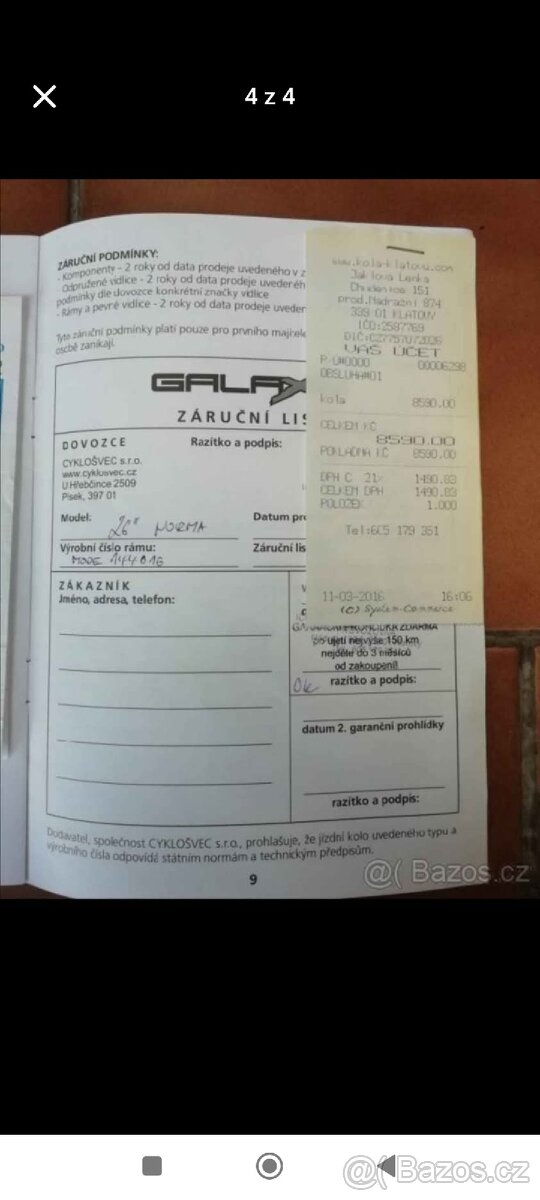 4 z 4
ZÁRUČNÍ PODMÍNKY:
- Komponenty - 2 roky od data prodeje uvedeného v z
- Odpružené vidlice - 2 roky od data prodeje uvedeného
podmínky dle dovozce konkrétní značky vidlice
- Rámy a pevné vidlice - 2 roky od data prodeje uveden
Tyto záruční podmínky platí pouze pro prvního majitele
osobě zanikají.
GALAX
ZÁRUČNÍ LIS
DOVOZCE
Razítko a podpis:
CYKLOŠVEC s.r.o.
www.cyklosvec.cz
U Hřebčince 2509
Písek, 397 01
Model: 26" NORMA
Datum pro
Výrobní číslo rámu:
Záruční lis
ZÁKAZNÍK
Jméno, adresa, telefon:
po ujetí nejvýše 150 km
nejdéle do 3 měsíců
od zakoupení!
Ok
razítko a podpis:
datum 2. garanční prohlídky
razítko a podpis:
Dodavatel, společnost CYKLOŠVEC s.r.o., prohlašuje, že jízdní kolo uvedeného typu a
výrobního čísla odpovídá státním normám a technickým předpisům.
9
www.kola-klatovy.com
Lenka
151
prod.Nádražní 874
339 01 KLATOVY
IČO:2587769
VÁŠ ÚČET
00006298
OBSLUHA#01
kola 8590.00
CELKEM KČ
8590.00
POKLADNA KČ 8590.00
DPH C 21% 1490.83
CELKEM DPH 1490.83
POLOŽEK 1.000
Tel:605 179 351
11-03-2016 16:06
(C) System-Commerce
@( Bazos.cz
@( Bazos.cz